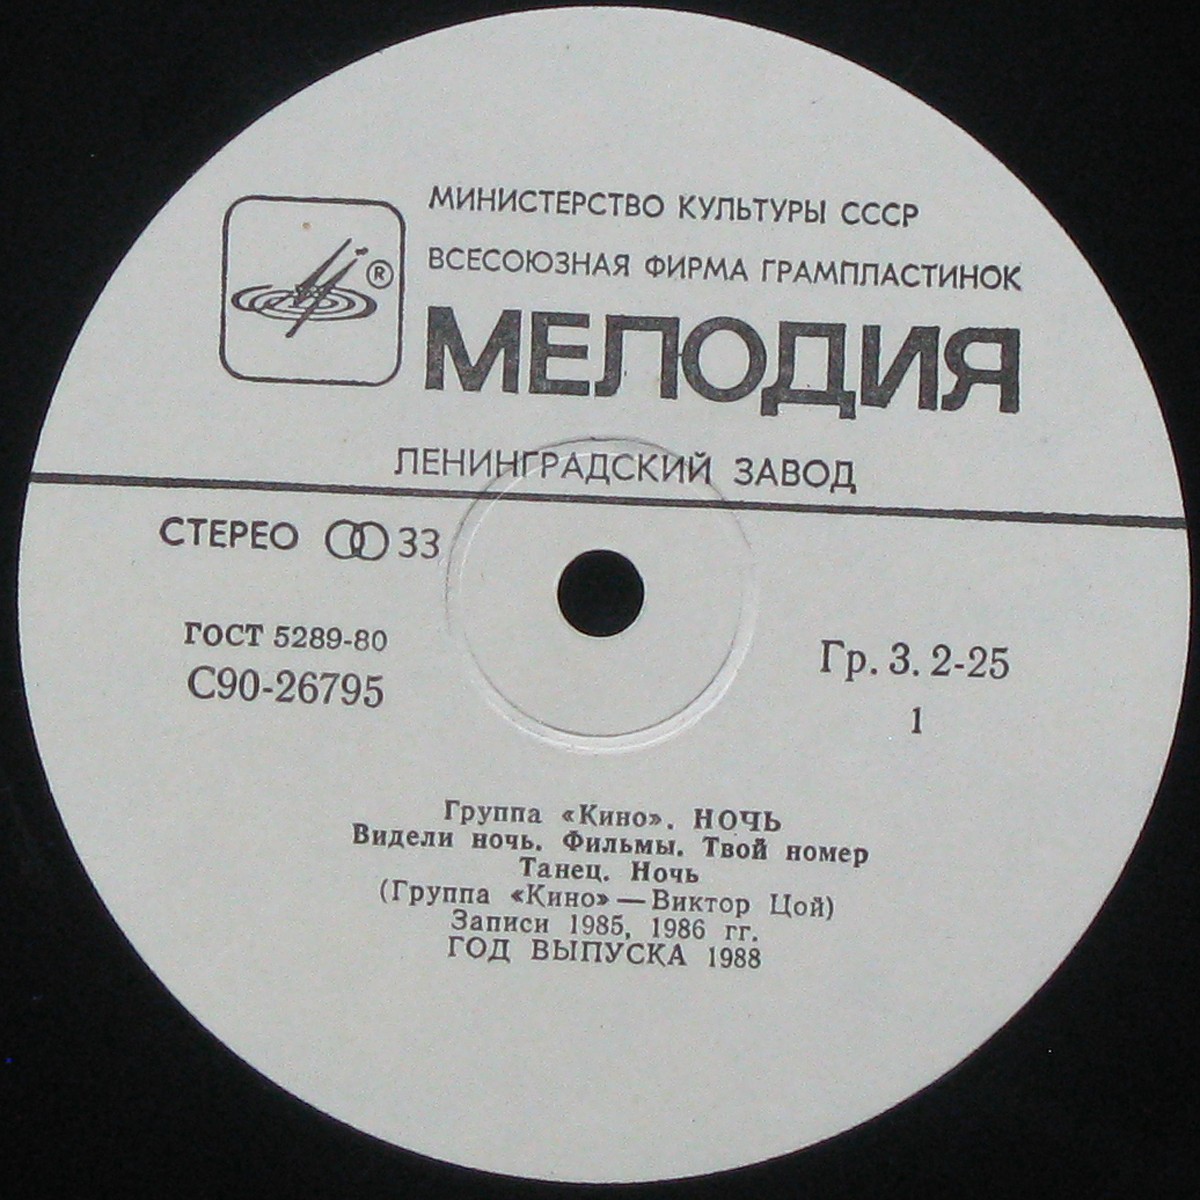 МИНИСТЕРСТВО КУЛЬТУРЫ СССР
ВСЕСОЮЗНАЯ ФИРМА ГРАМПЛАСТИНОК
®
МЕЛОДИЯ
ЛЕНИНГРАДСКИЙ ЗАВОД
СТЕРЕО 33
ГОСТ 5289-80
С90-26795
Гр. 3. 2-25
1
Группа «Кино». НОЧЬ
Видели ночь. Фильмы. Твой номер
Танец. Ночь
(Группа «Кино» — Виктор Цой)
Записи 1985, 1986 гг.
ГОД ВЫПУСКА 1988